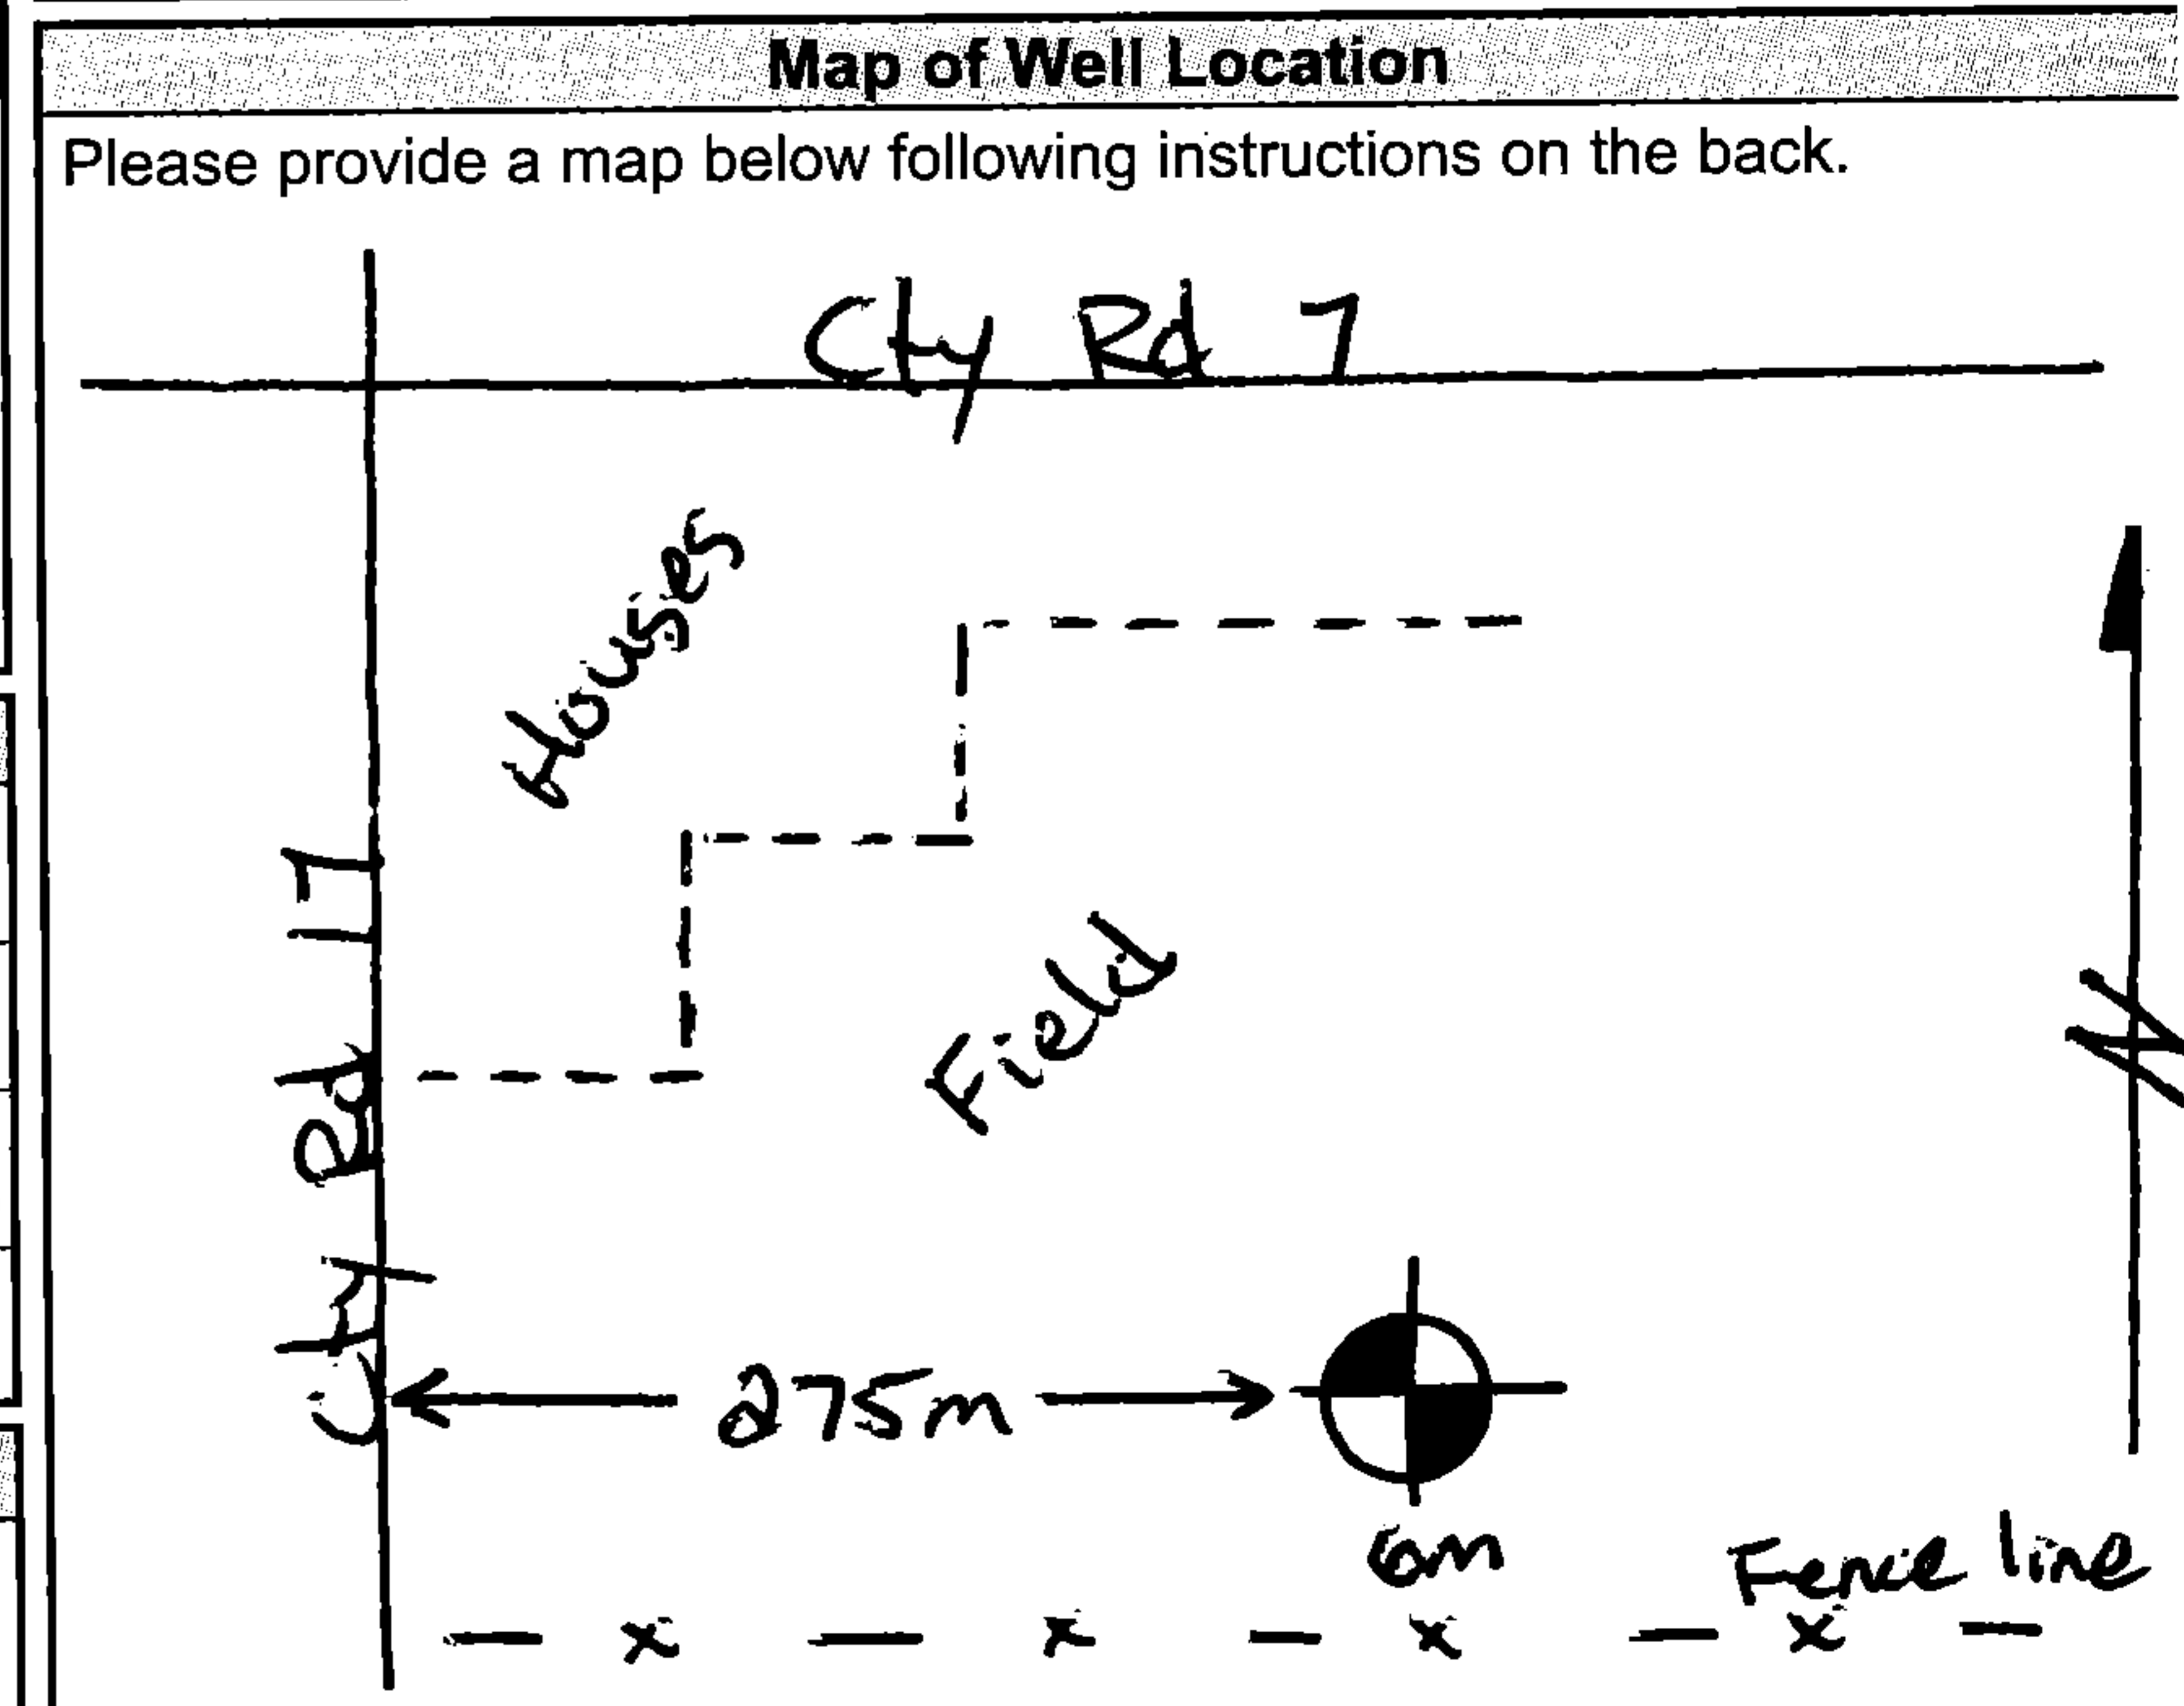 Map of Well Location
Please provide a map below following instructions on the back.
Cty Rd 7
Houses
Cty Rd 17
Field
N
275m
6m
Fence line